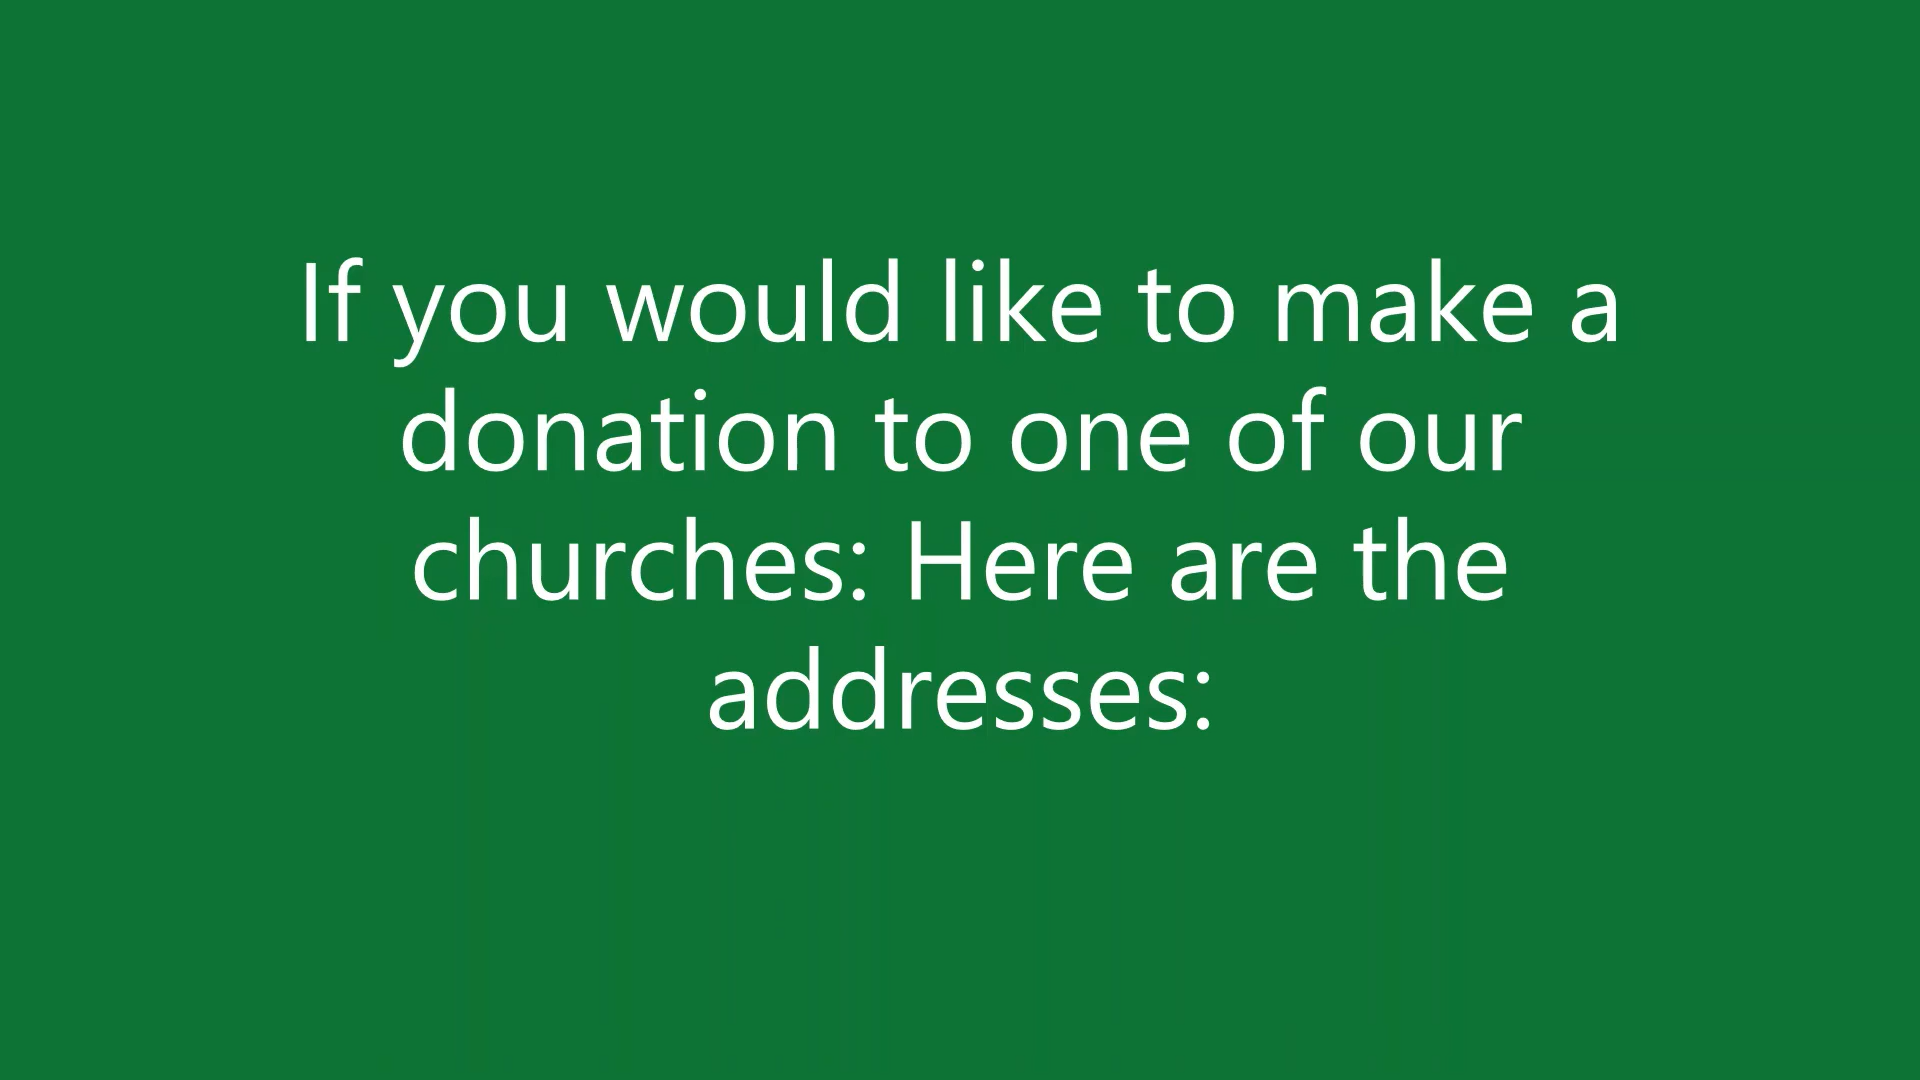 If you would like to make a
donation to one of our
churches: Here are the
addresses: